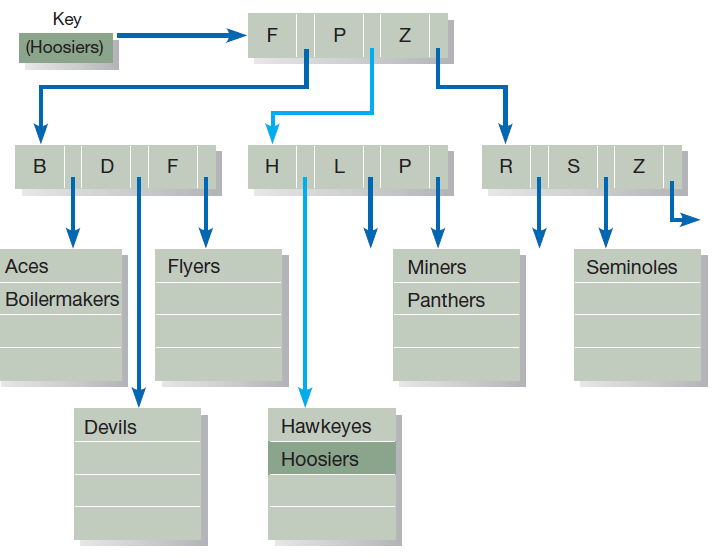 Key
(Hoosiers)
F P Z
B D F
H L P
R S Z
Aces
Boilermakers
Flyers
Miners
Panthers
Seminoles
Devils
Hawkeyes
Hoosiers